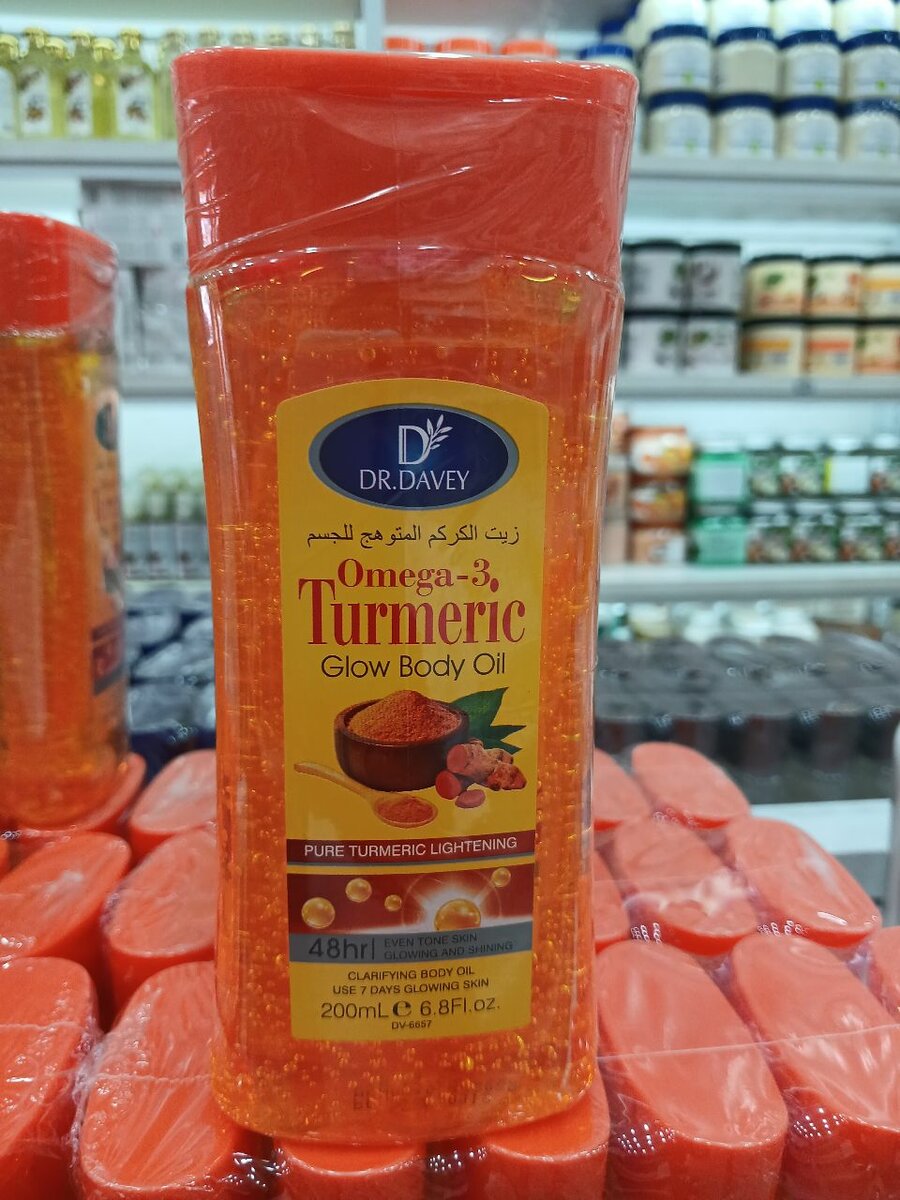 DR.DAVEY
زيت الكركم المتوهج للجسم
Omega-3
Turmeric
Glow Body Oil
PURE TURMERIC LIGHTENING
48hr
EVEN TONE SKIN
GLOWING AND SHINING
CLARIFYING BODY OIL
USE 7 DAYS GLOWING SKIN
200mL e 6.8Fl.oz.
DV-6657